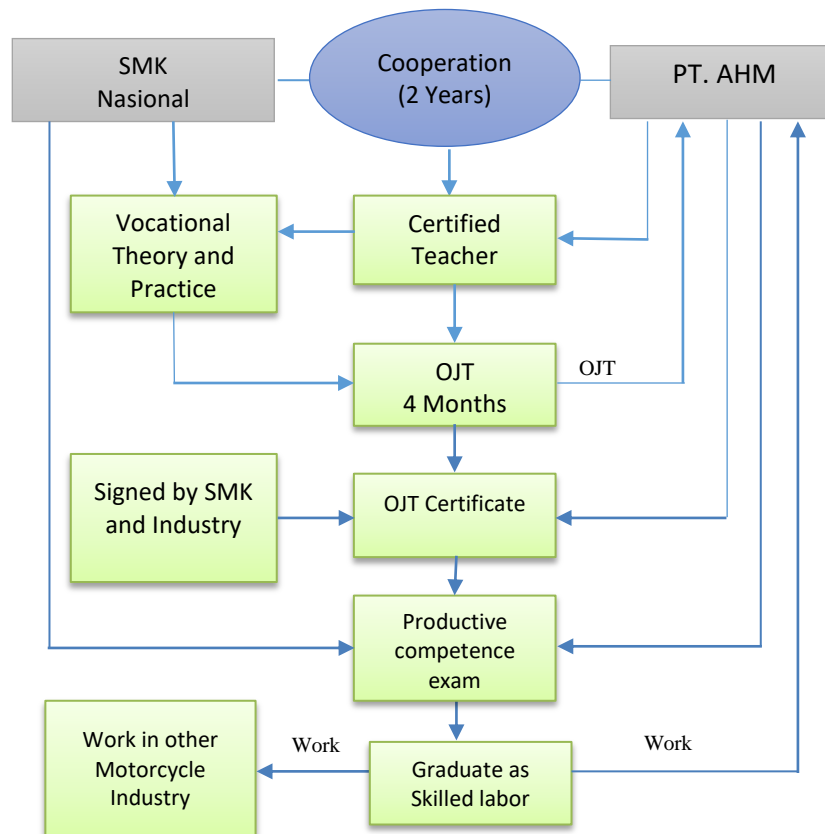 SMK
Nasional
Cooperation
(2 Years)
PT. AHM
Vocational
Theory and
Practice
Certified
Teacher
OJT
4 Months
OJT
Signed by SMK
and Industry
OJT Certificate
Productive
competence
exam
Work in other
Motorcycle
Industry
Work
Graduate as
Skilled labor
Work